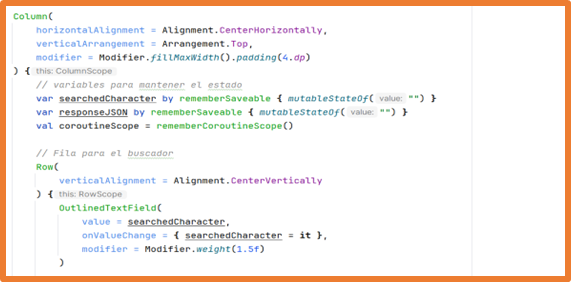 Column(
    horizontalAlignment = Alignment.CenterHorizontally,
    verticalArrangement = Arrangement.Top,
    modifier = Modifier.fillMaxWidth().padding(4.dp)
) { this: ColumnScope
    // variables para mantener el estado
    var searchedCharacter by rememberSaveable { mutableStateOf( value: "") }
    var responseJSON by rememberSaveable { mutableStateOf( value: "") }
    val coroutineScope = rememberCoroutineScope()

    // Fila para el buscador
    Row(
        verticalAlignment = Alignment.CenterVertically
    ) { this: RowScope
        OutlinedTextField(
            value = searchedCharacter,
            onValueChange = { searchedCharacter = it },
            modifier = Modifier.weight(1.5f)
        )